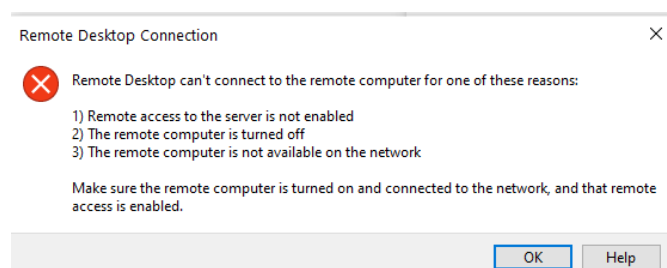 Remote Desktop Connection
Remote Desktop can't connect to the remote computer for one of these reasons:
1) Remote access to the server is not enabled
2) The remote computer is turned off
3) The remote computer is not available on the network
Make sure the remote computer is turned on and connected to the network, and that remote
access is enabled.
OK
Help